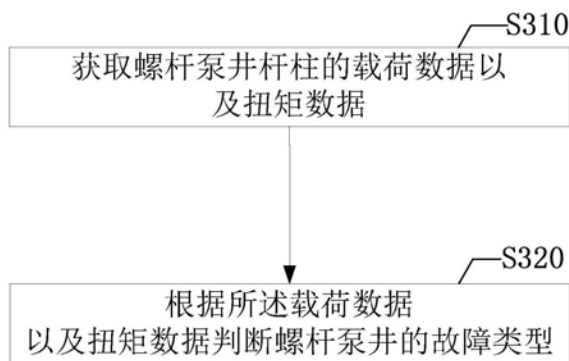 S310
获取螺杆泵井杆柱的载荷数据以
及扭矩数据
S320
根据所述载荷数据
以及扭矩数据判断螺杆泵井的故障类型